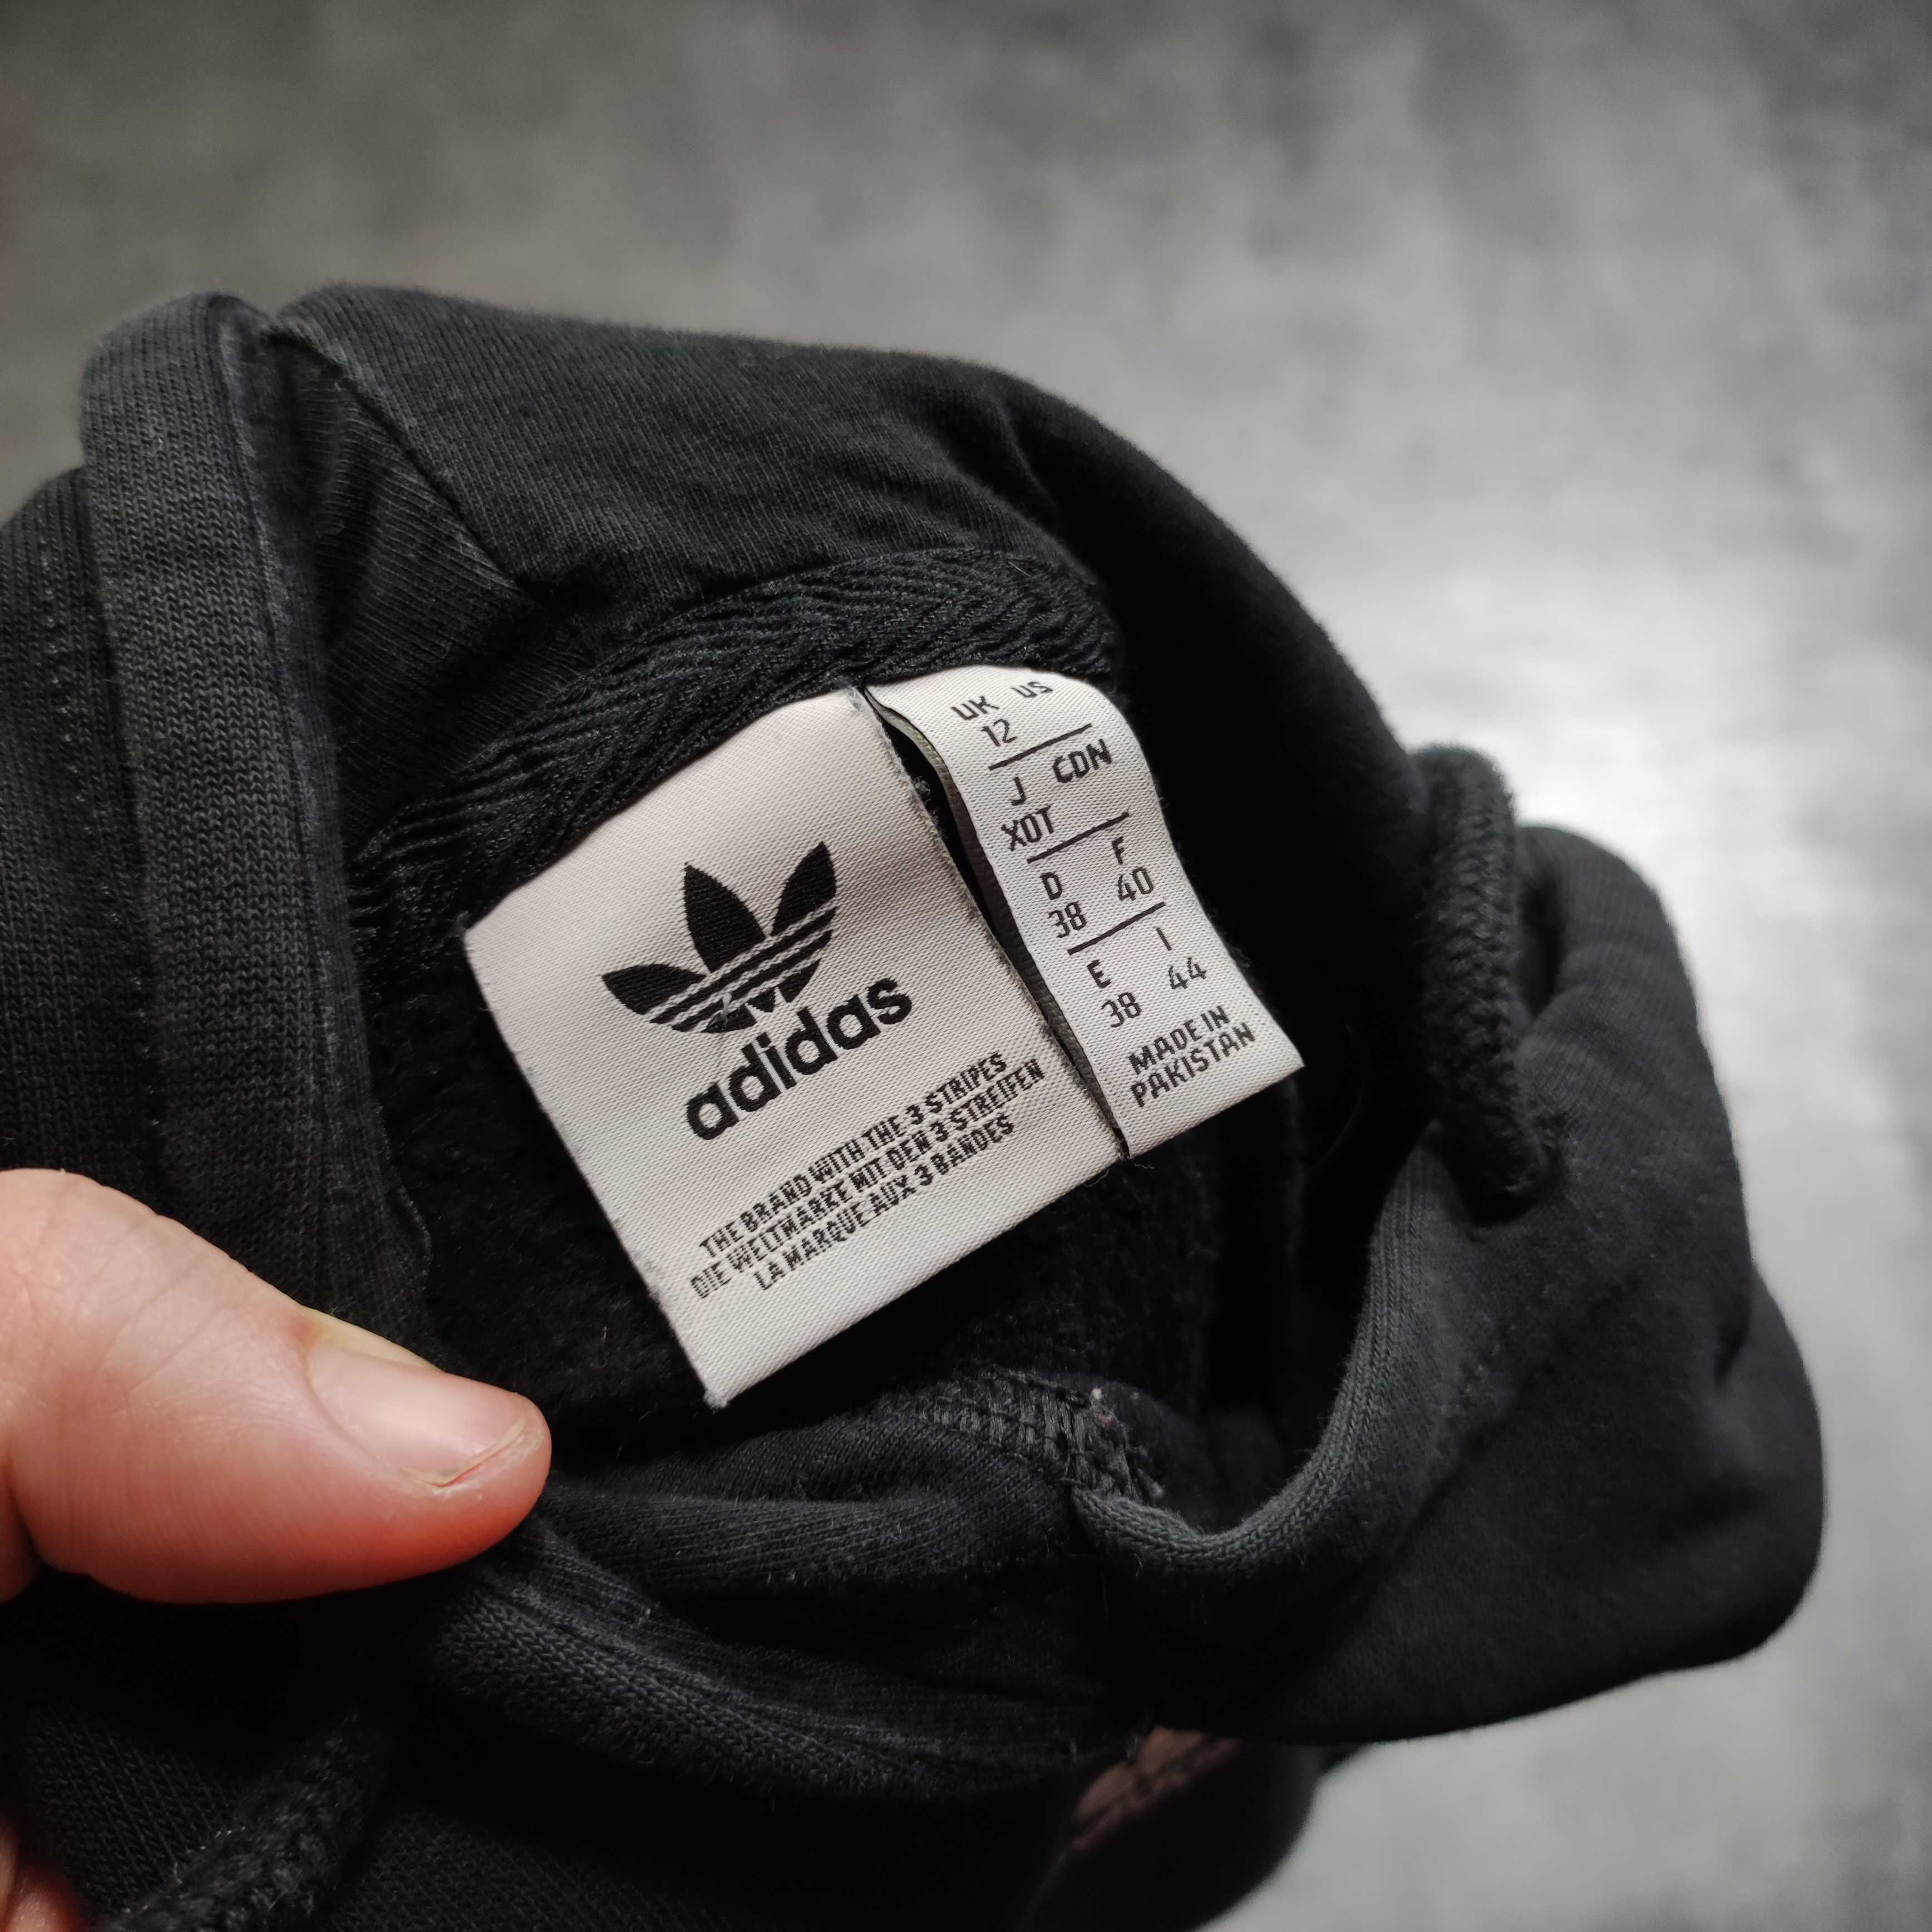 adidas
THE BRAND WITH THE 3 STRIPES
DIE WELTMARKE MIT DEN 3 STREIFEN
LA MARQUE AUX 3 BANDES
UK US
12
J CDN
XOT
D F
38 40
E I
38 44
MADE IN
PAKISTAN